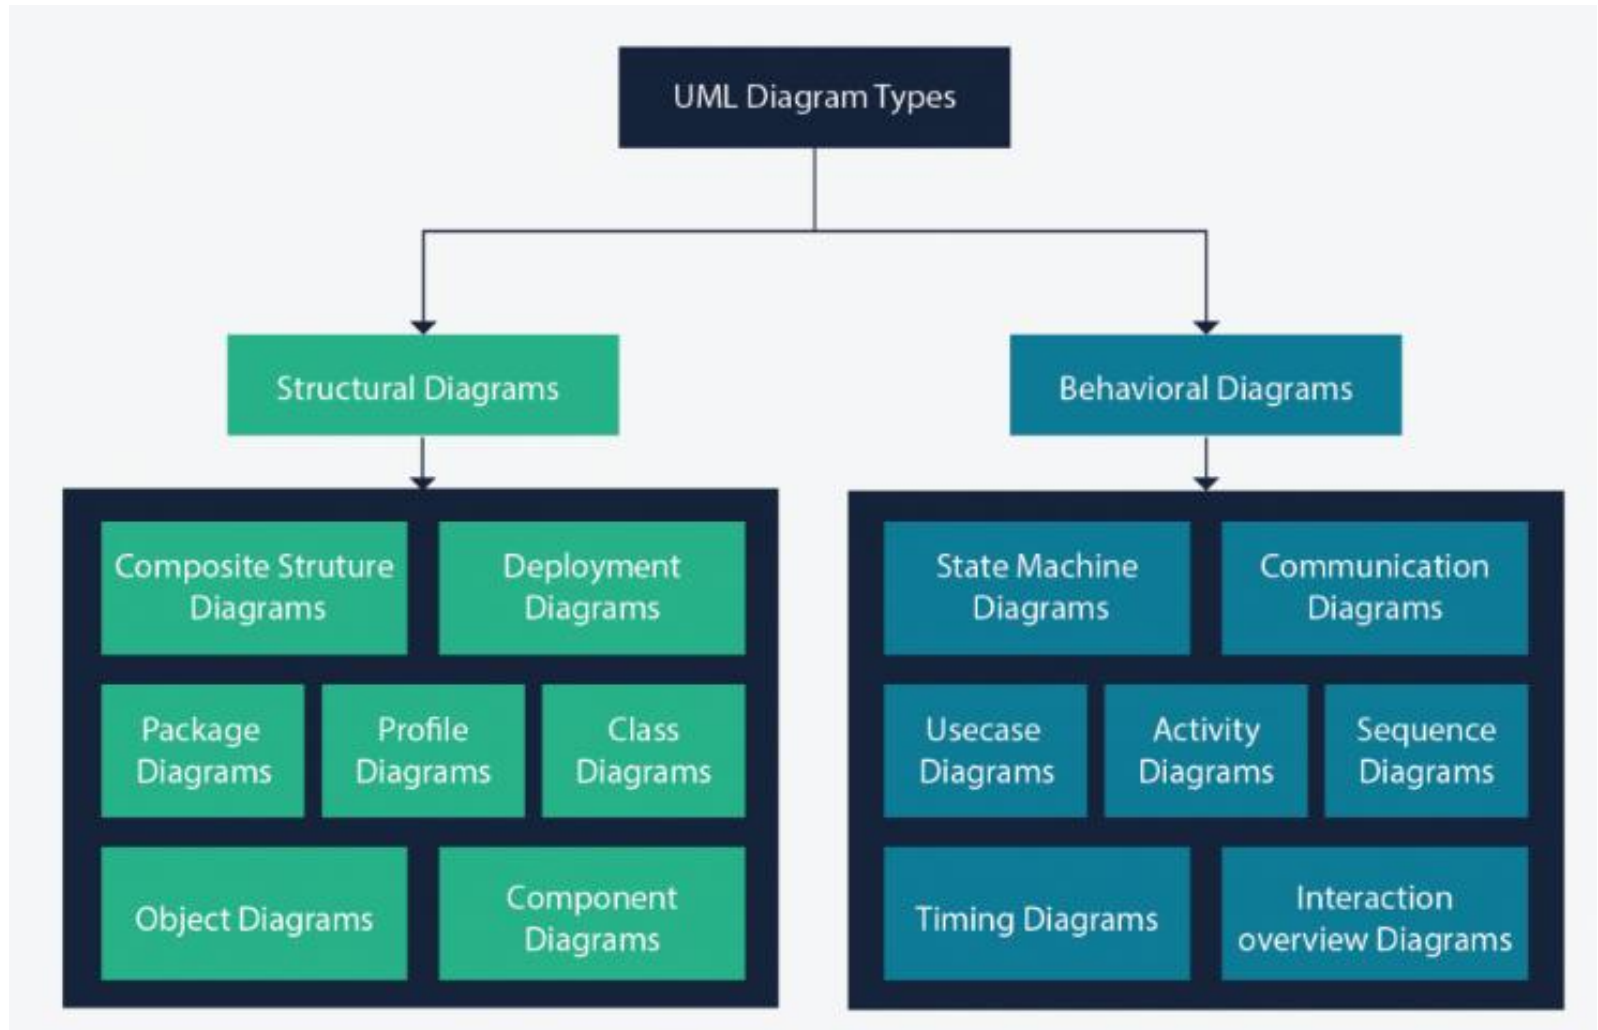 UML Diagram Types
Structural Diagrams
Behavioral Diagrams
Composite Struture
Diagrams
Deployment
Diagrams
Package
Diagrams
Profile
Diagrams
Class
Diagrams
Object Diagrams
Component
Diagrams
State Machine
Diagrams
Communication
Diagrams
Usecase
Diagrams
Activity
Diagrams
Sequence
Diagrams
Timing Diagrams
Interaction
overview Diagrams